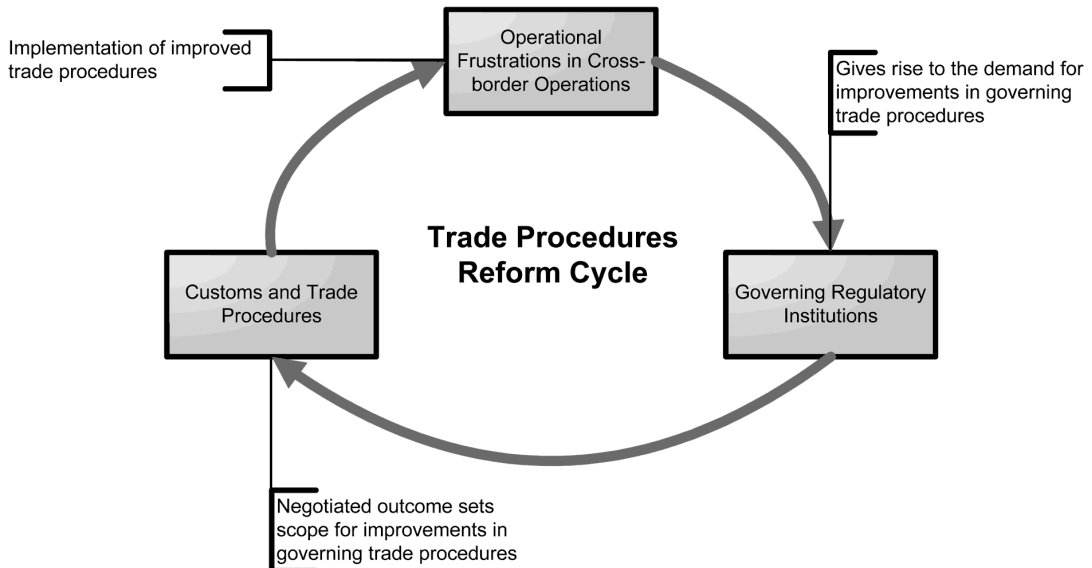 Implementation of improved
trade procedures
Operational
Frustrations in Cross-
border Operations
Gives rise to the demand for
improvements in governing
trade procedures
Trade Procedures
Reform Cycle
Customs and Trade
Procedures
Governing Regulatory
Institutions
Negotiated outcome sets
scope for improvements in
governing trade procedures